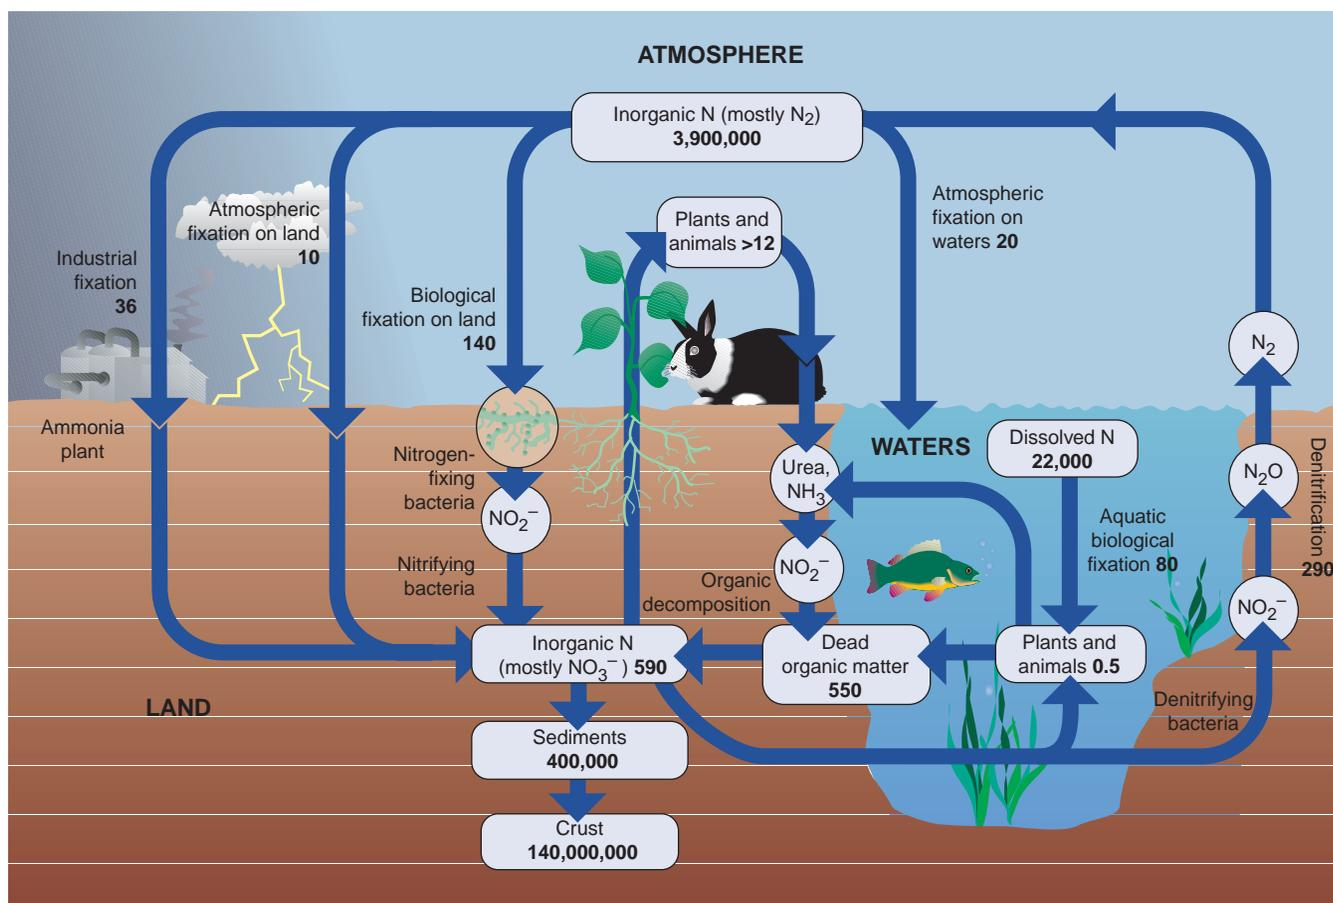 ATMOSPHERE
Inorganic N (mostly N2)
3,900,000
Atmospheric
fixation on land
10
Industrial
fixation
36
Biological
fixation on land
140
Plants and
animals >12
Atmospheric
fixation on
waters 20
N2
Ammonia
plant
Nitrogen-
fixing
bacteria
NO2−
Nitrifying
bacteria
Urea,
NH3
NO2−
Organic
decomposition
WATERS
Dissolved N
22,000
Aquatic
biological
fixation 80
N2O
Denitrification
290
NO2−
Inorganic N
(mostly NO3−) 590
Dead
organic matter
550
Plants and
animals 0.5
Denitrifying
bacteria
LAND
Sediments
400,000
Crust
140,000,000